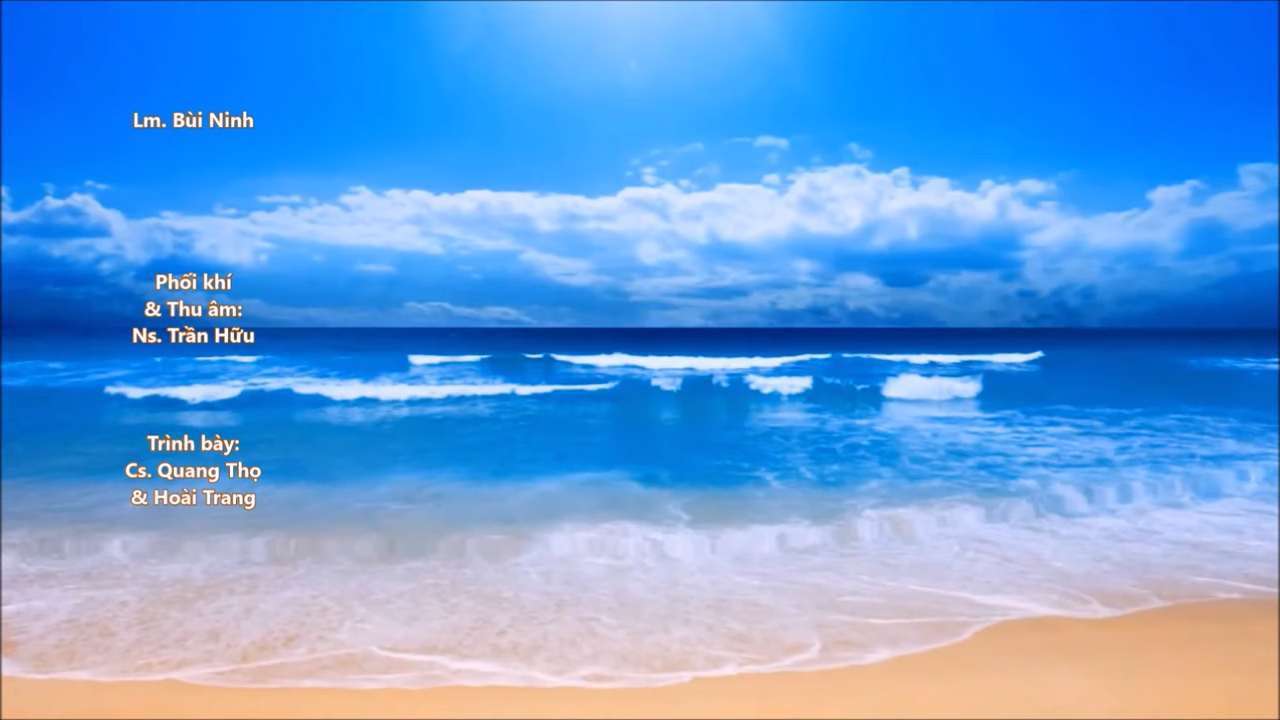 Lm. Bùi Ninh
Phối khí
& Thu âm:
Ns. Trần Hữu
Trình bày:
Cs. Quang Thọ
& Hoài Trang